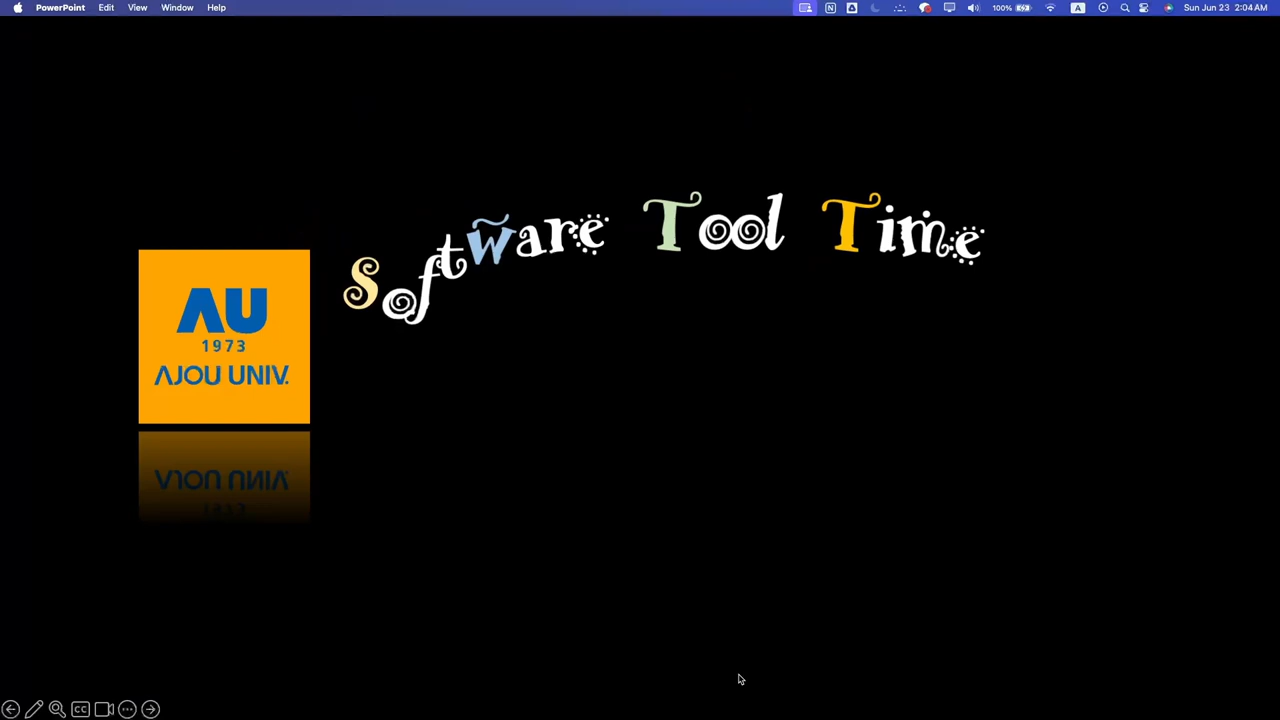 PowerPoint Edit View Window Help 100% A Sun Jun 23 2:04 AM
Software Tool Time
AU
1973
AJOU UNIV.
CC